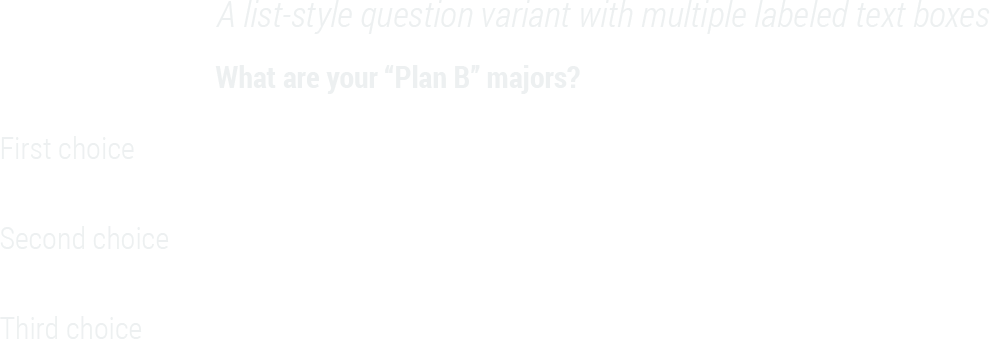 A list-style question variant with multiple labeled text boxes
What are your “Plan B” majors?
First choice
Second choice
Third choice